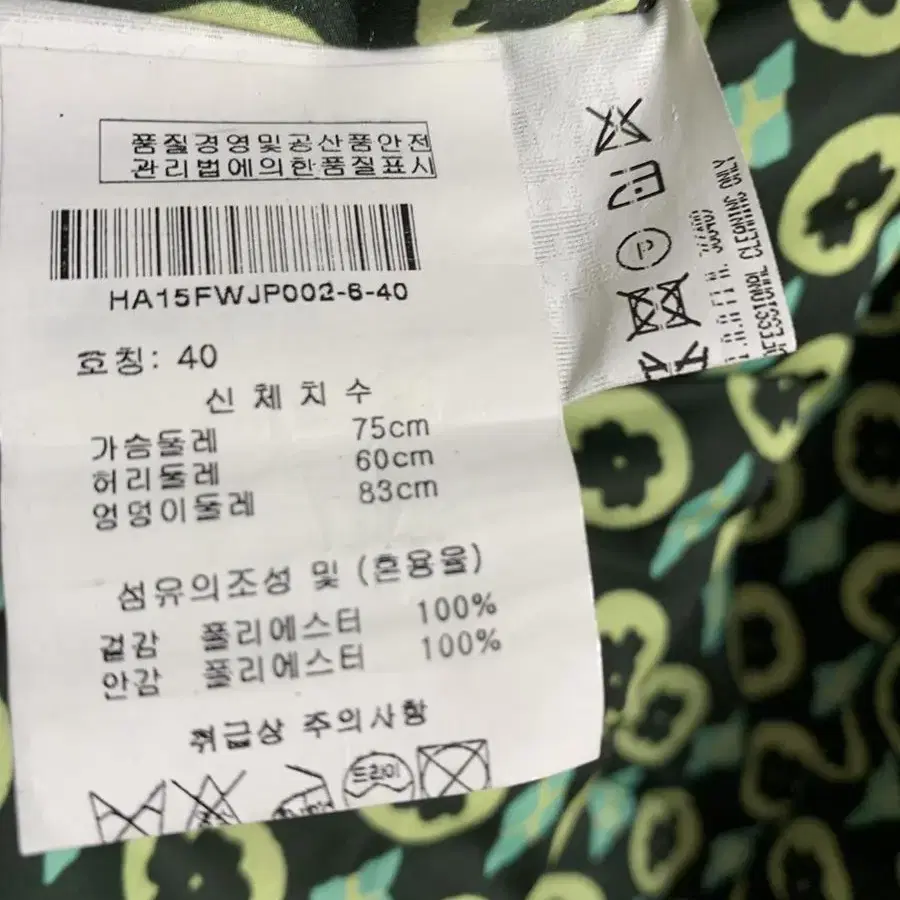 품질경영및공산품안전
관리법에의한품질표시
HA15FWJP002-6-40
호칭: 40
신체치수
가슴둘레 75cm
허리둘레 60cm
엉덩이둘레 83cm
섬유의조성 및 (혼용율)
겉감 폴리에스터 100%
안감 폴리에스터 100%
취급상 주의사항
드라이
P
CLEANING ONLY